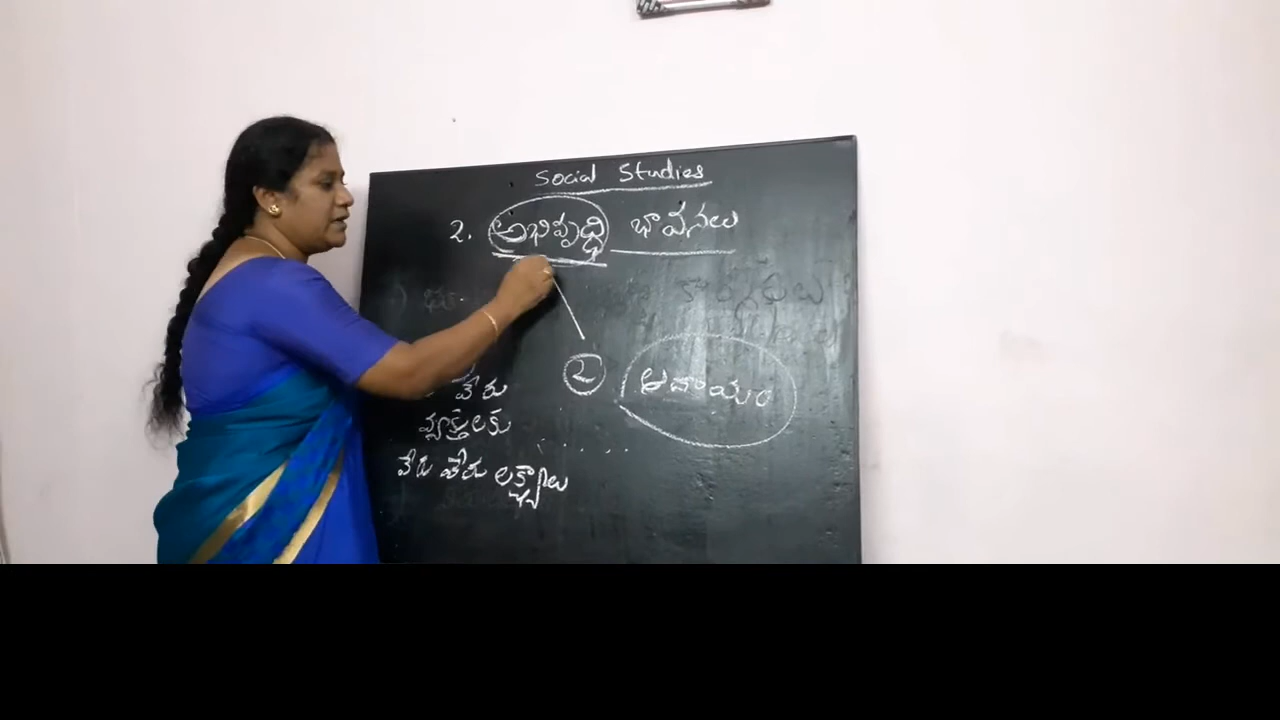 Social Studies
2. అభివృద్ధి భావనలు
② ఆదాయం
వేరు
వ్యక్తులకు
వేరు వేరు లక్ష్యాలు